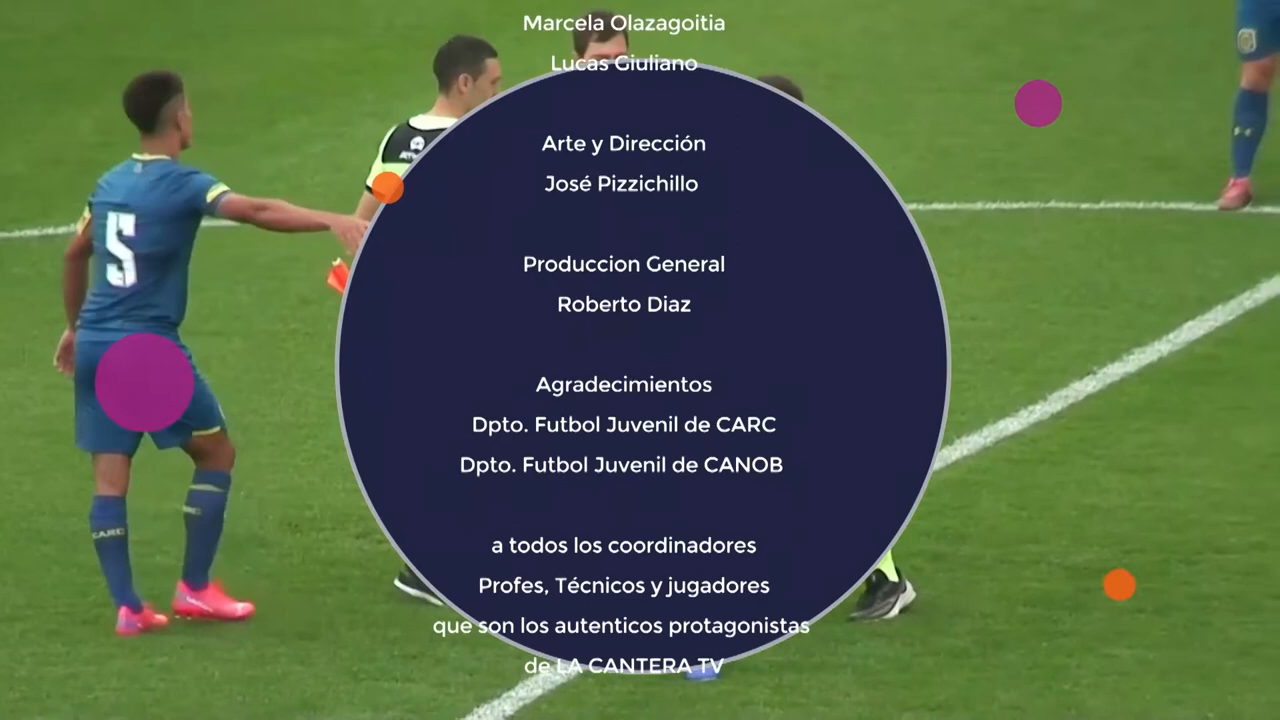 Marcela Olazagoitia
Lucas Giuliano
Arte y Dirección
José Pizzichillo
Produccion General
Roberto Diaz
Agradecimientos
Dpto. Futbol Juvenil de CARC
Dpto. Futbol Juvenil de CANOB
a todos los coordinadores
Profes, Técnicos y jugadores
que son los autenticos protagonistas
de LA CANTERA TV
5
CARC